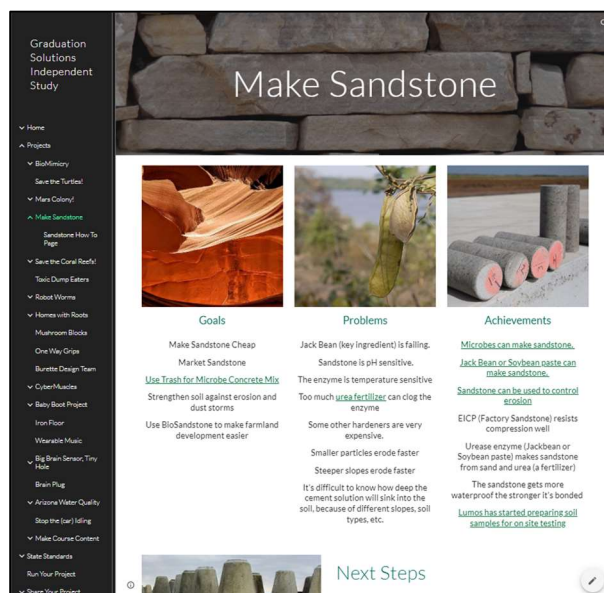 Graduation
Solutions
Independent
Study
Home
Projects
BioMimicry
Save the Turtles!
Mars Colony!
Make Sandstone
Sandstone How To
Page
Save the Coral Reefs!
Toxic Dump Eaters
Robot Worms
Homes with Roots
Mushroom Blocks
One Way Grips
Burette Design Team
CyberMuscles
Baby Boot Project
Iron Floor
Wearable Music
Big Brain Sensor, Tiny
Hole
Brain Plug
Arizona Water Quality
Stop the (car) Idling
Make Course Content
State Standards
Run Your Project
Share Your Project
Make Sandstone
Goals
Make Sandstone Cheap
Market Sandstone
Use Trash for Microbe Concrete Mix
Strengthen soil against erosion and
dust storms
Use BioSandstone to make farmland
development easier
Problems
Jack Bean (key ingredient) is failing.
Sandstone is pH sensitive.
The enzyme is temperature sensitive
Too much urea fertilizer can clog the
enzyme
Some other hardeners are very
expensive.
Smaller particles erode faster
Steeper slopes erode faster
It's difficult to know how deep the
cement solution will sink into the
soil, because of different slopes, soil
types, etc.
Achievements
Microbes can make sandstone.
Jack Bean or Soybean paste can
make sandstone.
Sandstone can be used to control
erosion
EICP (Factory Sandstone) resists
compression well
Urease enzyme (Jackbean or
Soybean paste) makes sandstone
from sand and urea (a fertilizer)
The sandstone gets more
waterproof the stronger it's bonded
Lumos has started preparing soil
samples for on site testing
Next Steps